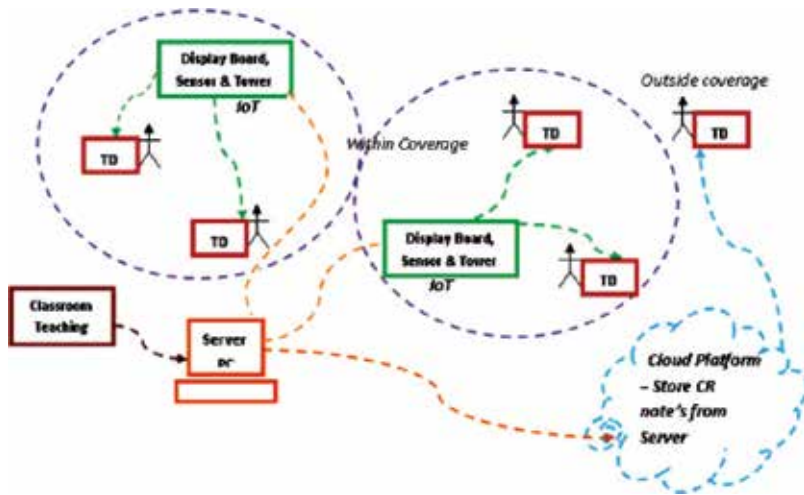 Display Board,
Sensor & Tower
IoT
TD
TD
Within Coverage
Outside coverage
TD
TD
Display Board,
Sensor & Tower
IoT
TD
Classroom
Teaching
Server
PC
Cloud Platform
– Store CR
note's from
Server